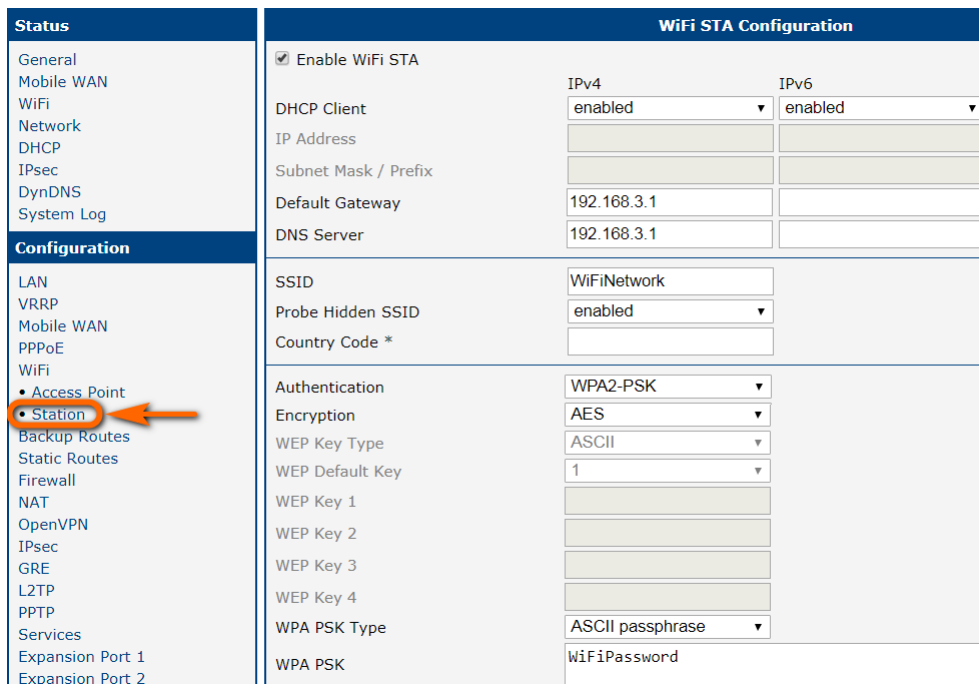 Status
General
Mobile WAN
WiFi
Network
DHCP
IPsec
DynDNS
System Log
Configuration
LAN
VRRP
Mobile WAN
PPPoE
WiFi
• Access Point
• Station
Backup Routes
Static Routes
Firewall
NAT
OpenVPN
IPsec
GRE
L2TP
PPTP
Services
Expansion Port 1
Expansion Port 2
WiFi STA Configuration
Enable WiFi STA
IPv4 IPv6
DHCP Client enabled enabled
IP Address
Subnet Mask / Prefix
Default Gateway 192.168.3.1
DNS Server 192.168.3.1
SSID WiFiNetwork
Probe Hidden SSID enabled
Country Code *
Authentication WPA2-PSK
Encryption AES
WEP Key Type ASCII
WEP Default Key 1
WEP Key 1
WEP Key 2
WEP Key 3
WEP Key 4
WPA PSK Type ASCII passphrase
WPA PSK WiFiPassword